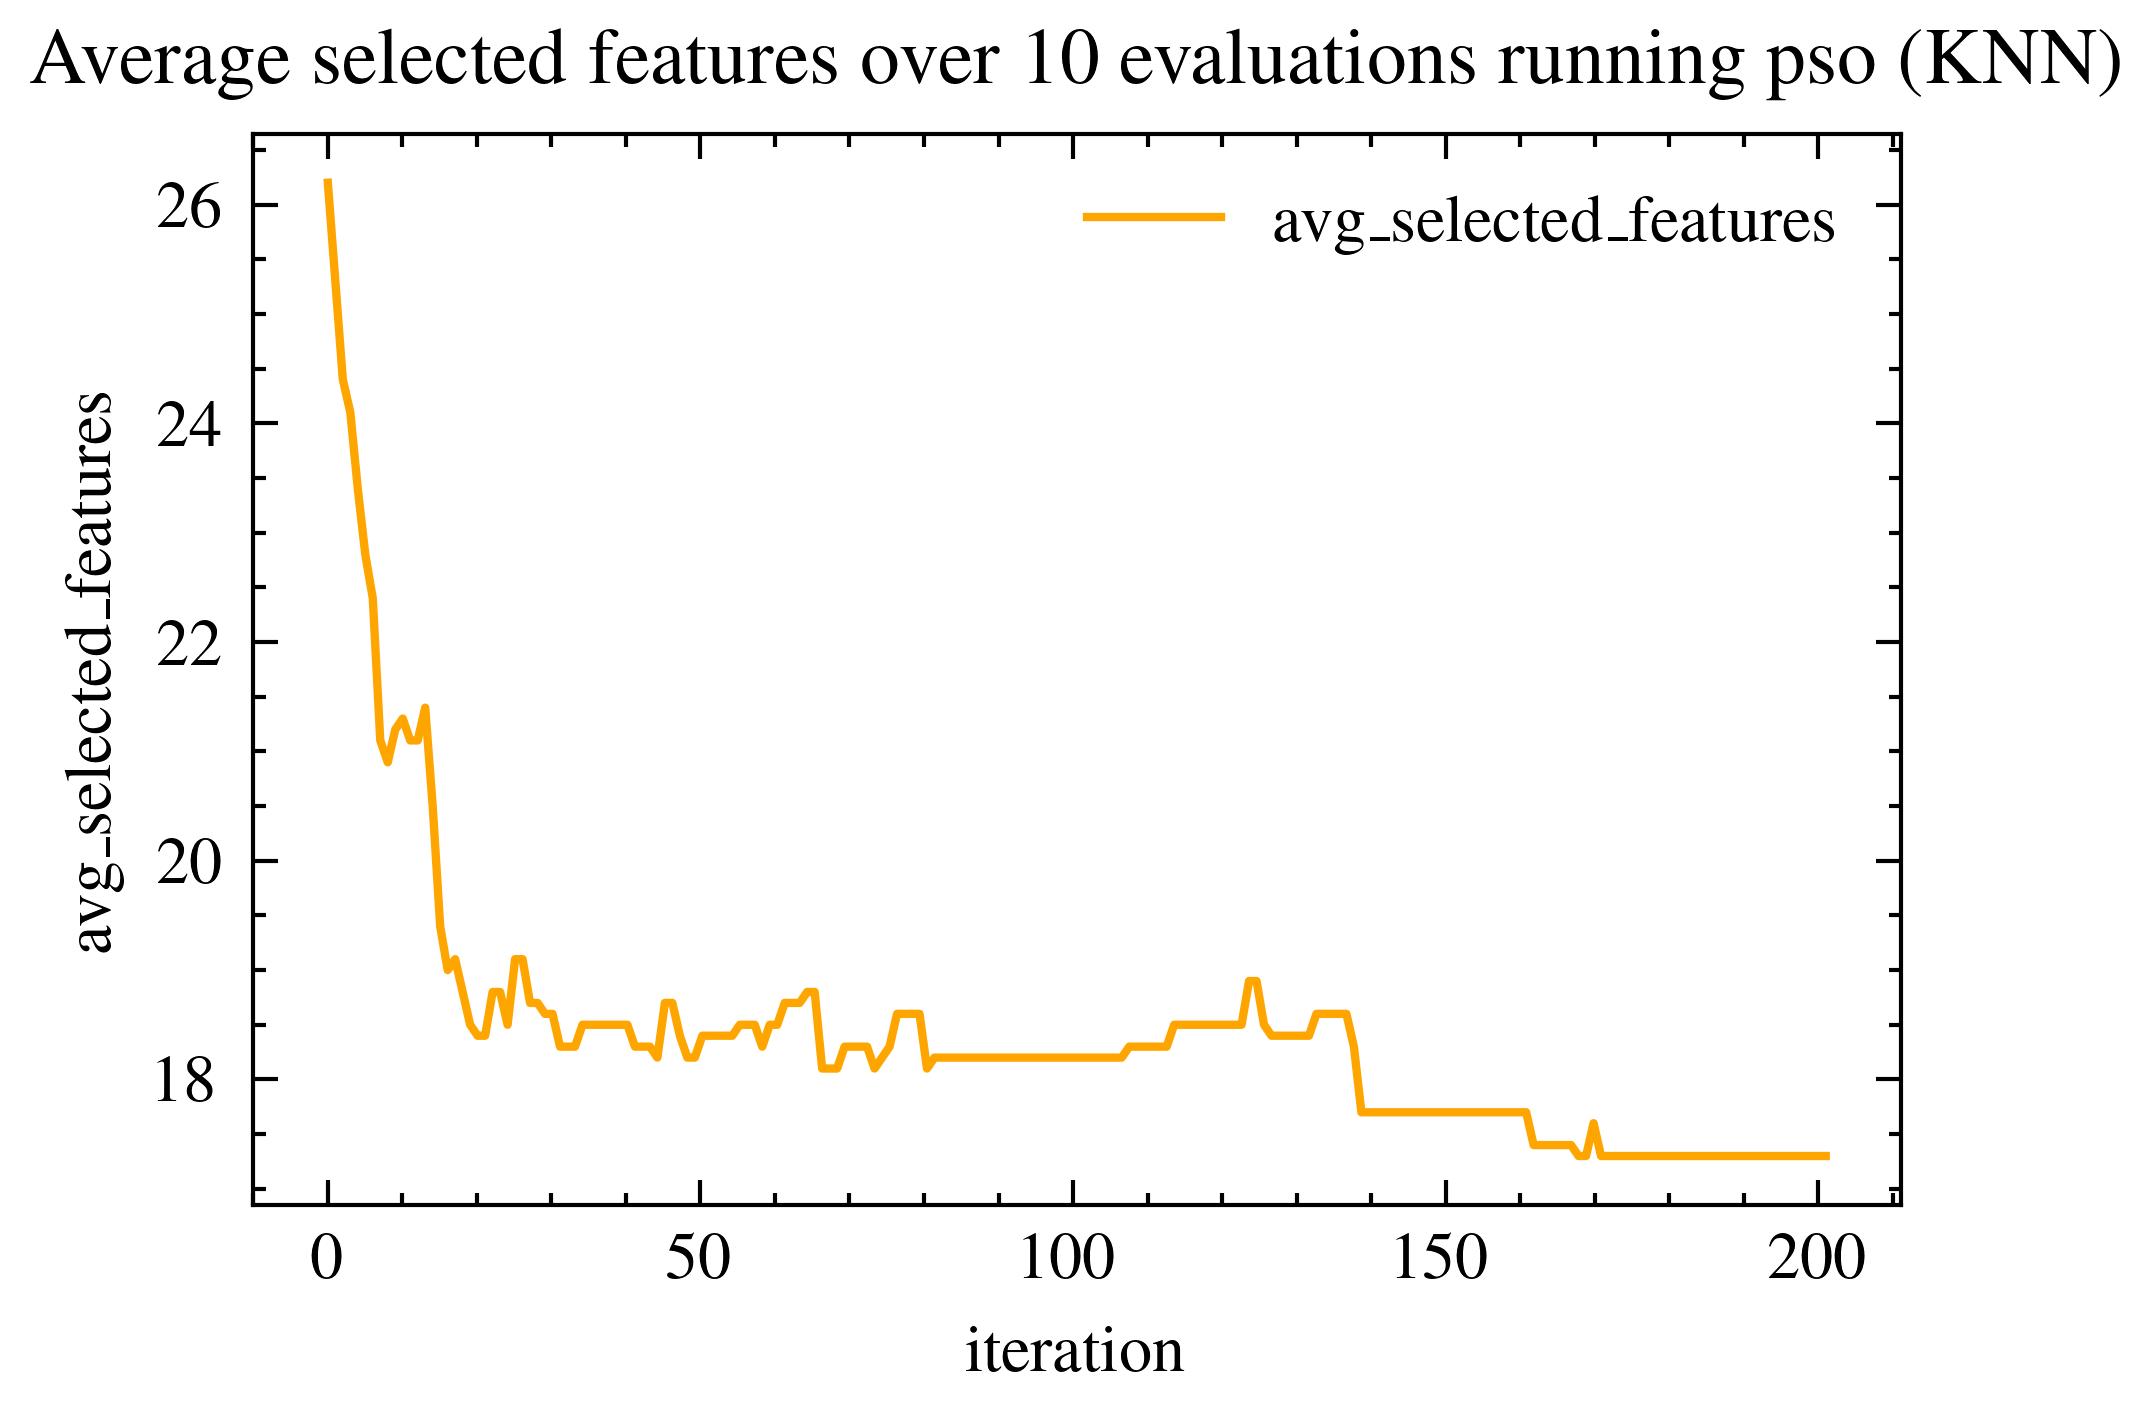 Average selected features over 10 evaluations running pso (KNN)
avg_selected_features
26
24
22
20
18
avg_selected_features
0 50 100 150 200
iteration